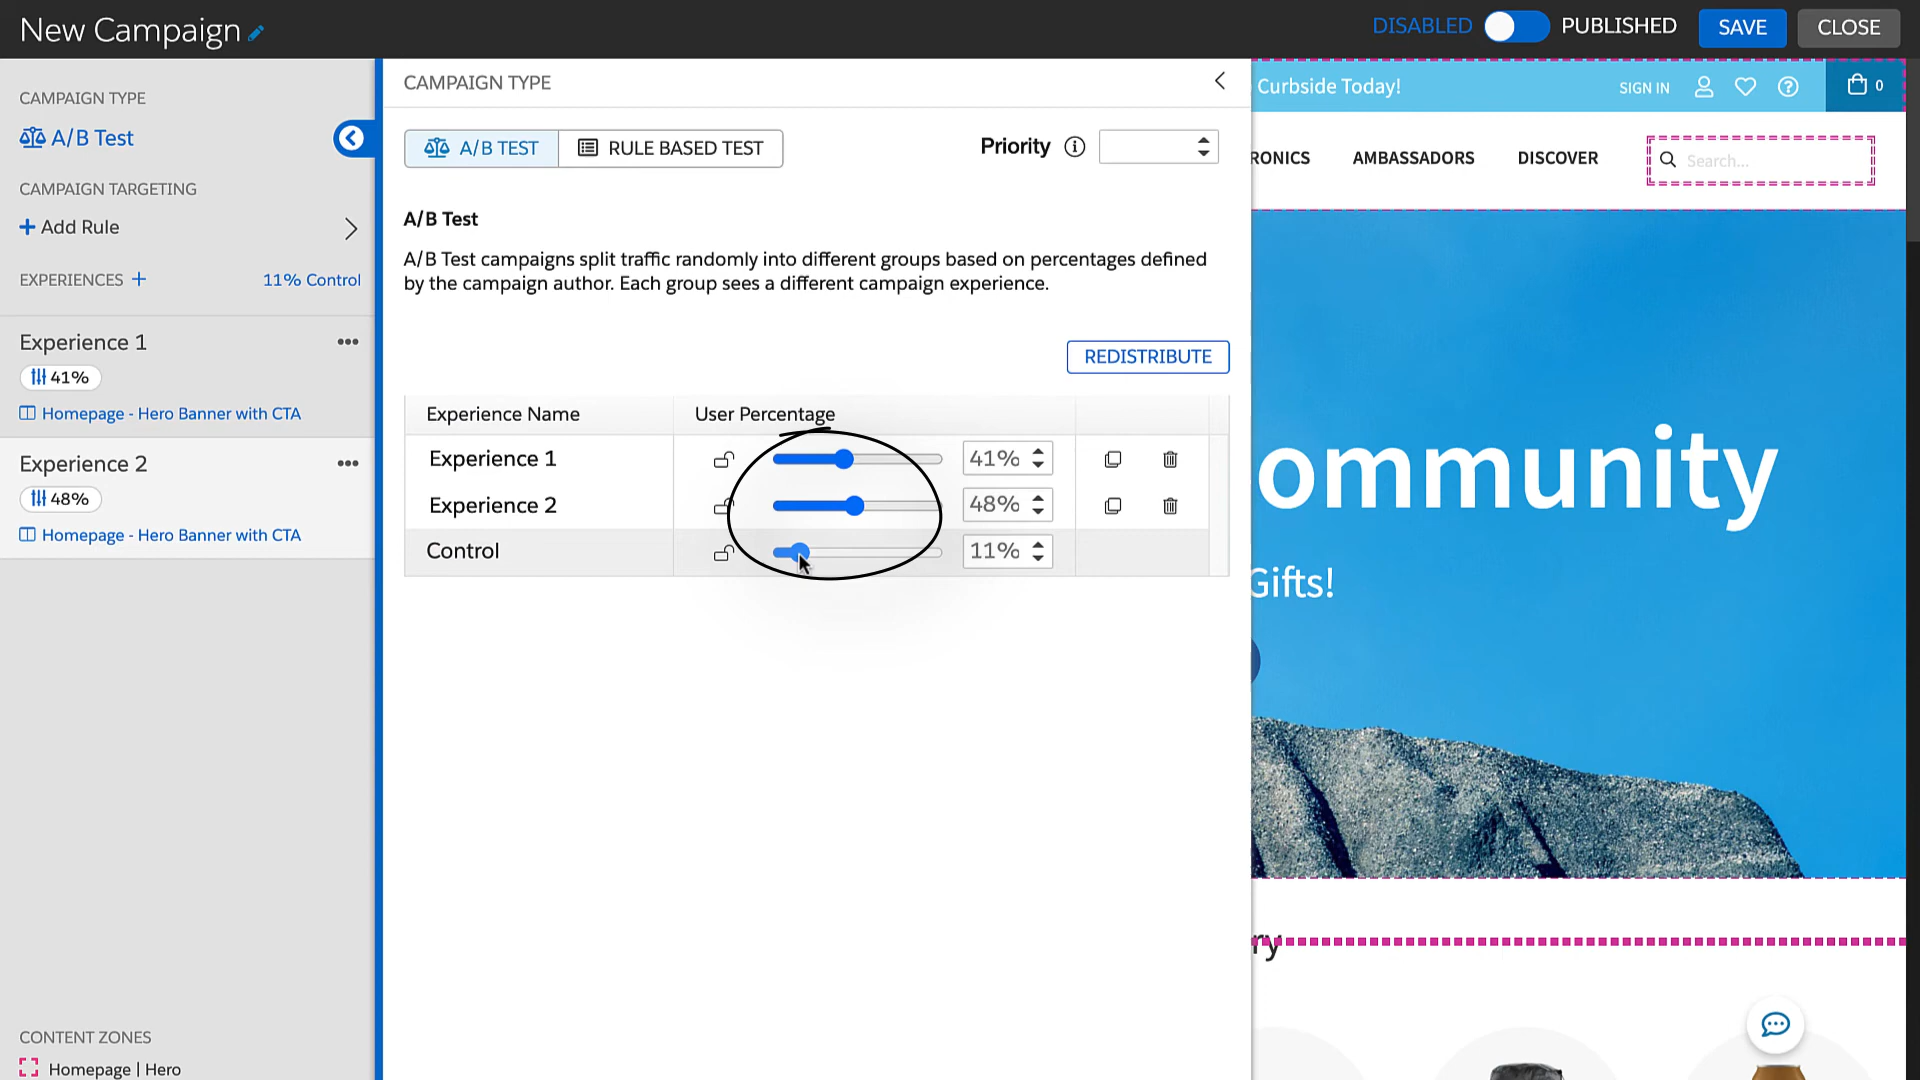 New Campaign
DISABLED PUBLISHED SAVE CLOSE
CAMPAIGN TYPE
A/B Test
CAMPAIGN TARGETING
+ Add Rule
EXPERIENCES + 11% Control
Experience 1
41%
Homepage - Hero Banner with CTA
Experience 2
48%
Homepage - Hero Banner with CTA
CONTENT ZONES
Homepage | Hero
CAMPAIGN TYPE
A/B TEST RULE BASED TEST Priority
A/B Test
A/B Test campaigns split traffic randomly into different groups based on percentages defined
by the campaign author. Each group sees a different campaign experience.
REDISTRIBUTE
Experience Name User Percentage
Experience 1 41%
Experience 2 48%
Control 11%
Curbside Today! SIGN IN 0
RONICS AMBASSADORS DISCOVER Search...
ommunity
Gifts!
ry